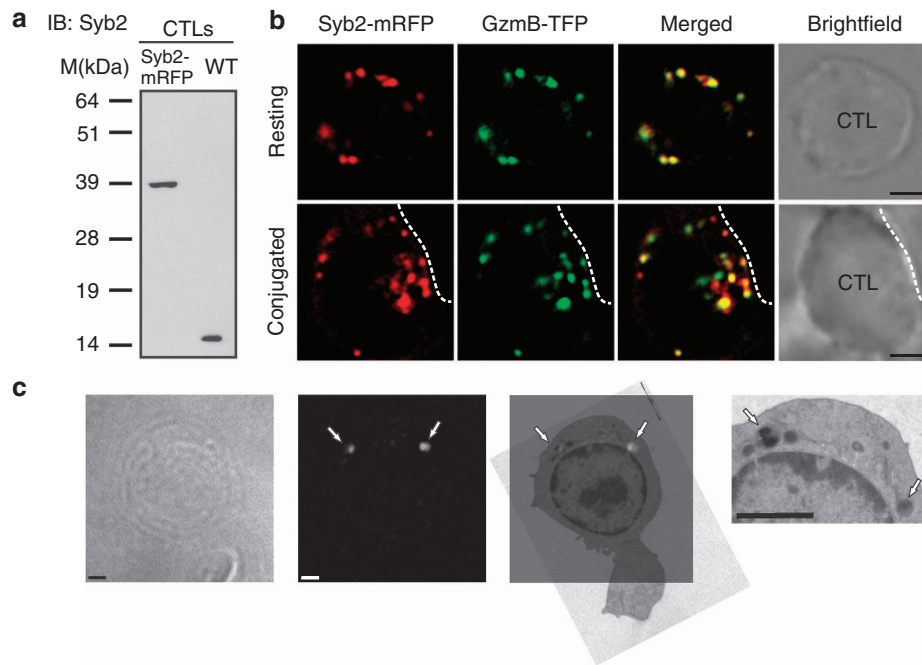 a
IB: Syb2
CTLs
M(kDa)
Syb2-
mRFP
WT
64
51
39
28
19
14
b
Syb2-mRFP
GzmB-TFP
Merged
Brightfield
Resting
CTL
Conjugated
CTL
c